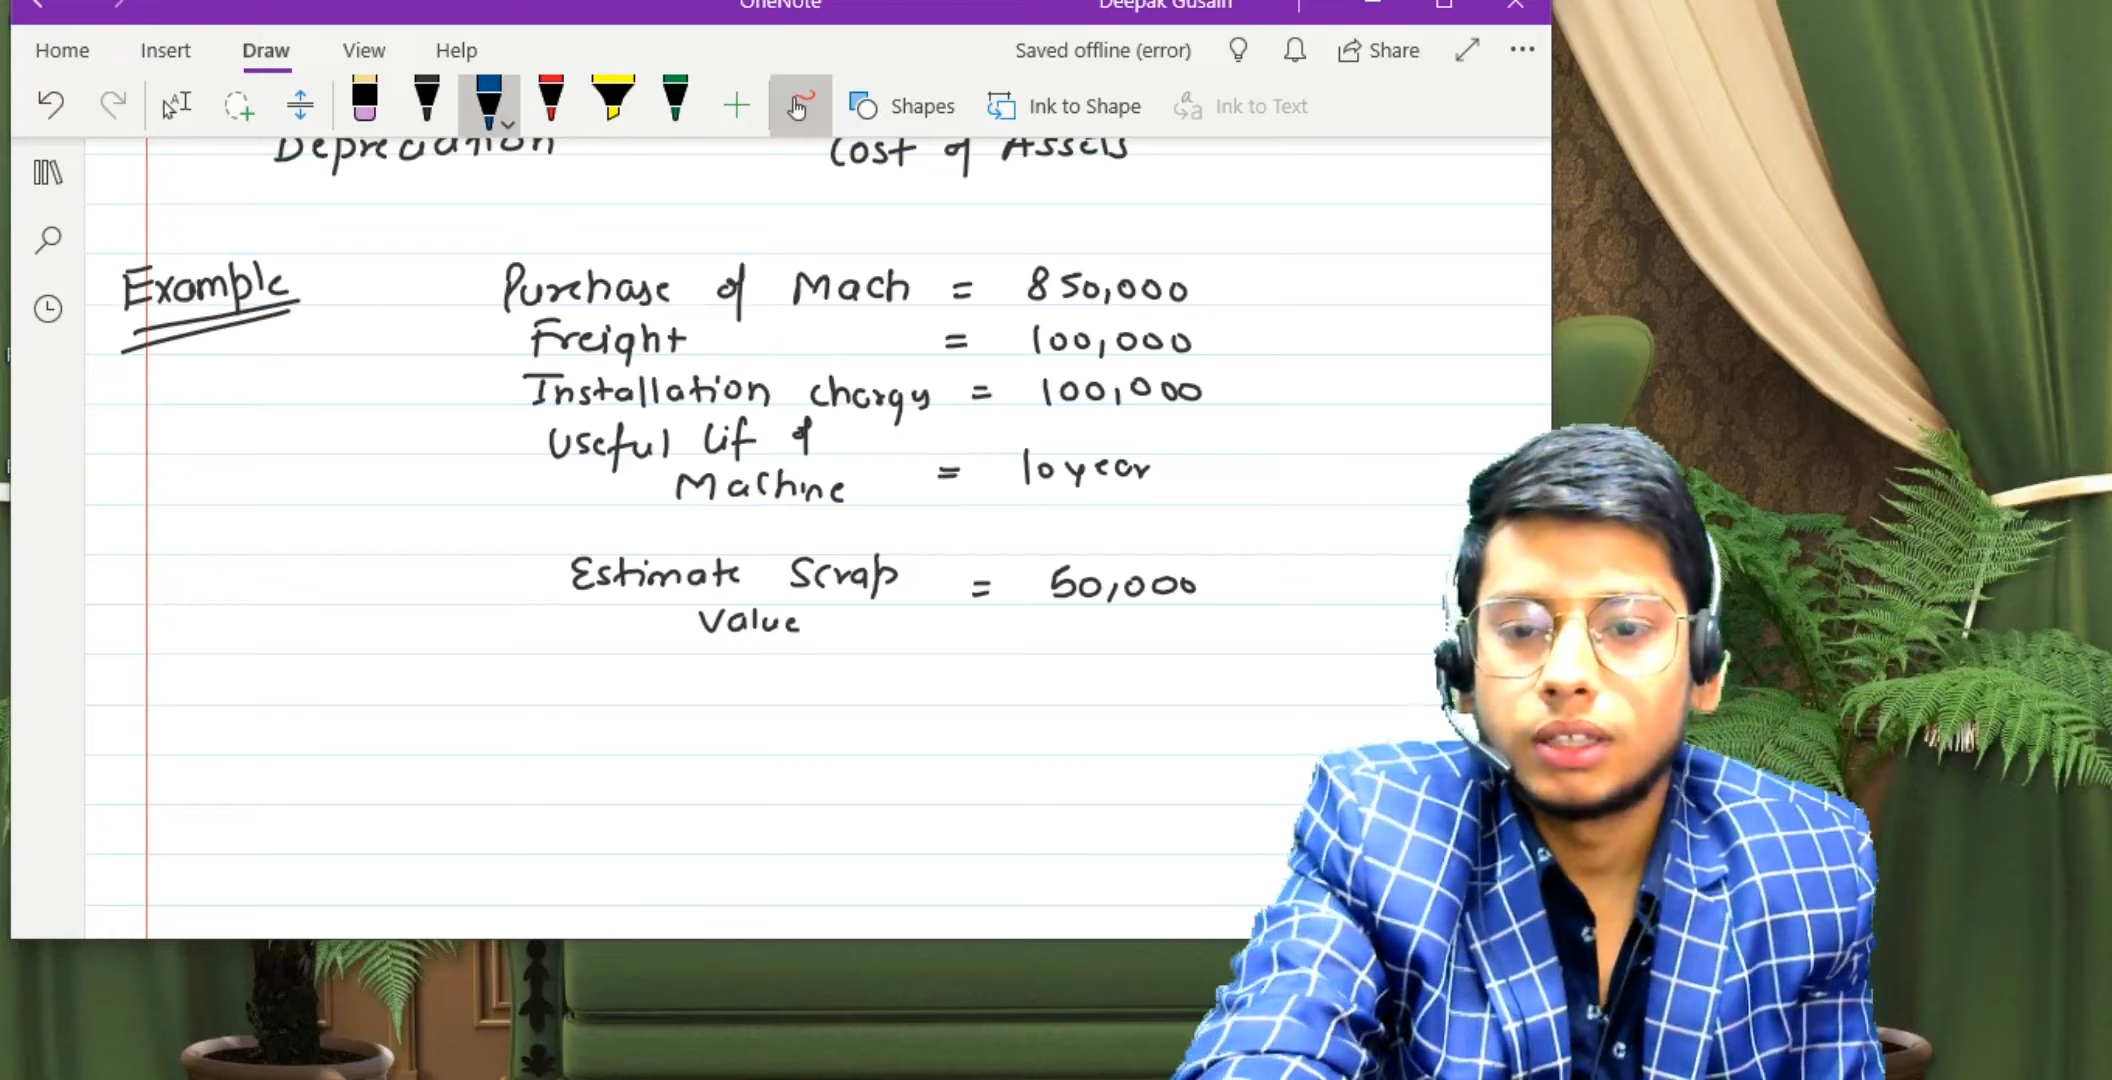 OneNote
Deepak Gusain
Home Insert Draw View Help
Saved offline (error) Share
Shapes Ink to Shape Ink to Text
Depreciation Cost of Assets
Example
Purchase of Mach = 850,000
Freight = 100,000
Installation chargy = 100,000
Useful Lif of
Machine = 10 year
Estimate Scrap = 50,000
Value